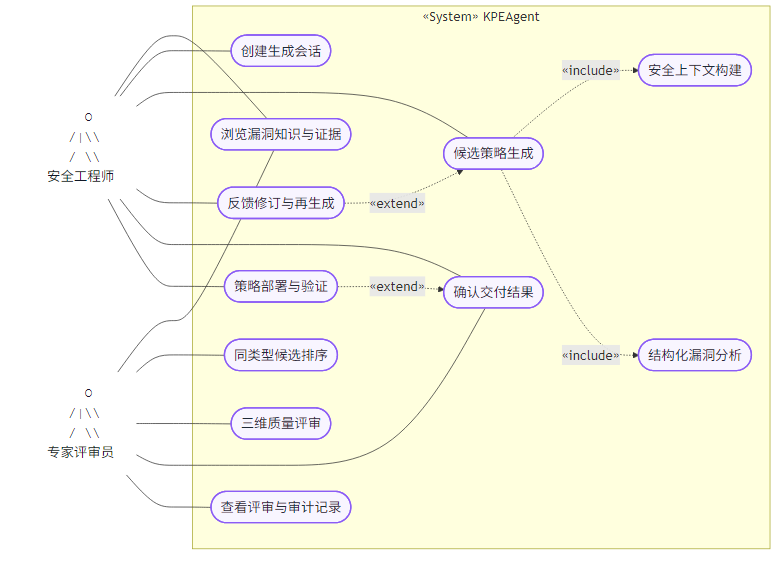 «System» KPEAgent
创建生成会话
«include»
安全上下文构建
O
/|\\
/ \\
安全工程师
浏览漏洞知识与证据
候选策略生成
反馈修订与再生成
«extend»
策略部署与验证
«extend»
确认交付结果
同类型候选排序
«include»
结构化漏洞分析
O
/|\\
/ \\
专家评审员
三维质量评审
查看评审与审计记录